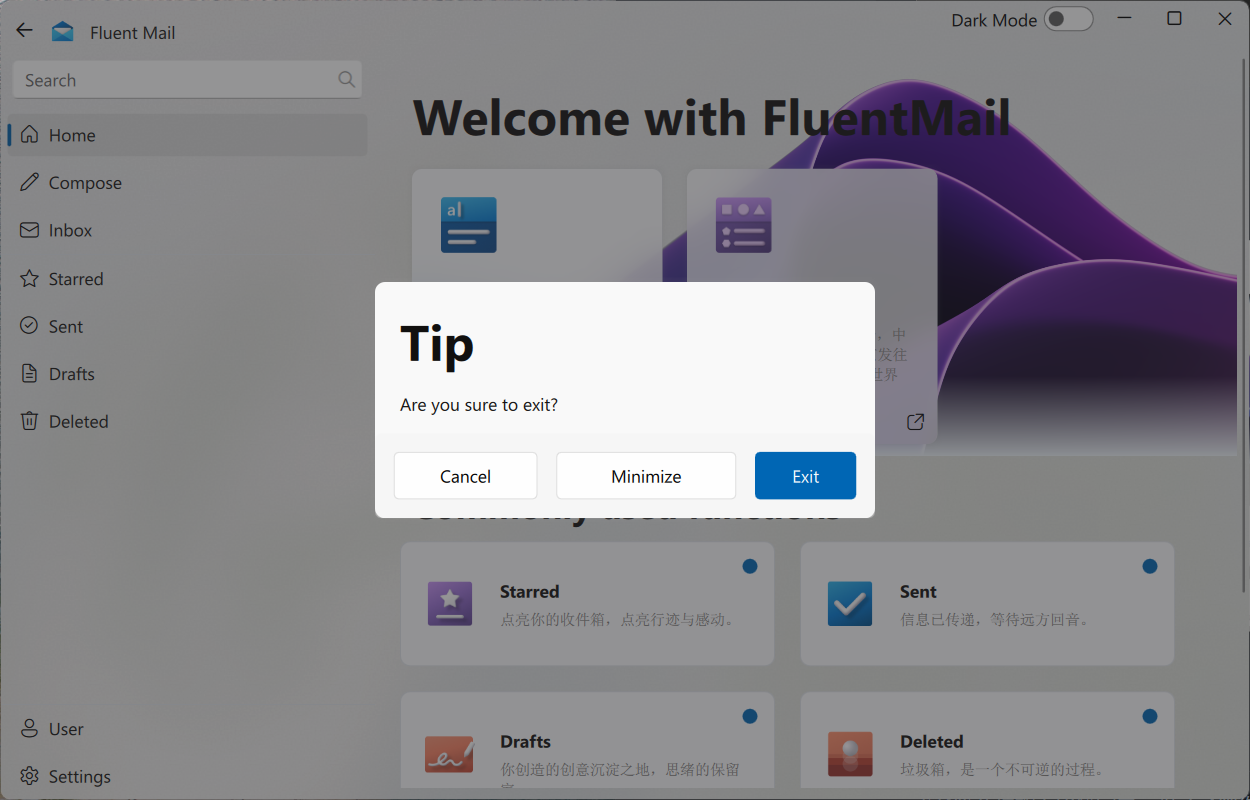 Fluent Mail
Dark Mode
Search
Home
Compose
Inbox
Starred
Sent
Drafts
Deleted
User
Settings
Welcome with FluentMail
al
，中
发往
世界
Tip
Are you sure to exit?
Cancel
Minimize
Exit
Commonly used functions
Starred
点亮你的收件箱，点亮行迹与感动。
Sent
信息已传递，等待远方回音。
Drafts
你创造的创意沉淀之地，思绪的保留
Deleted
垃圾箱，是一个不可逆的过程。